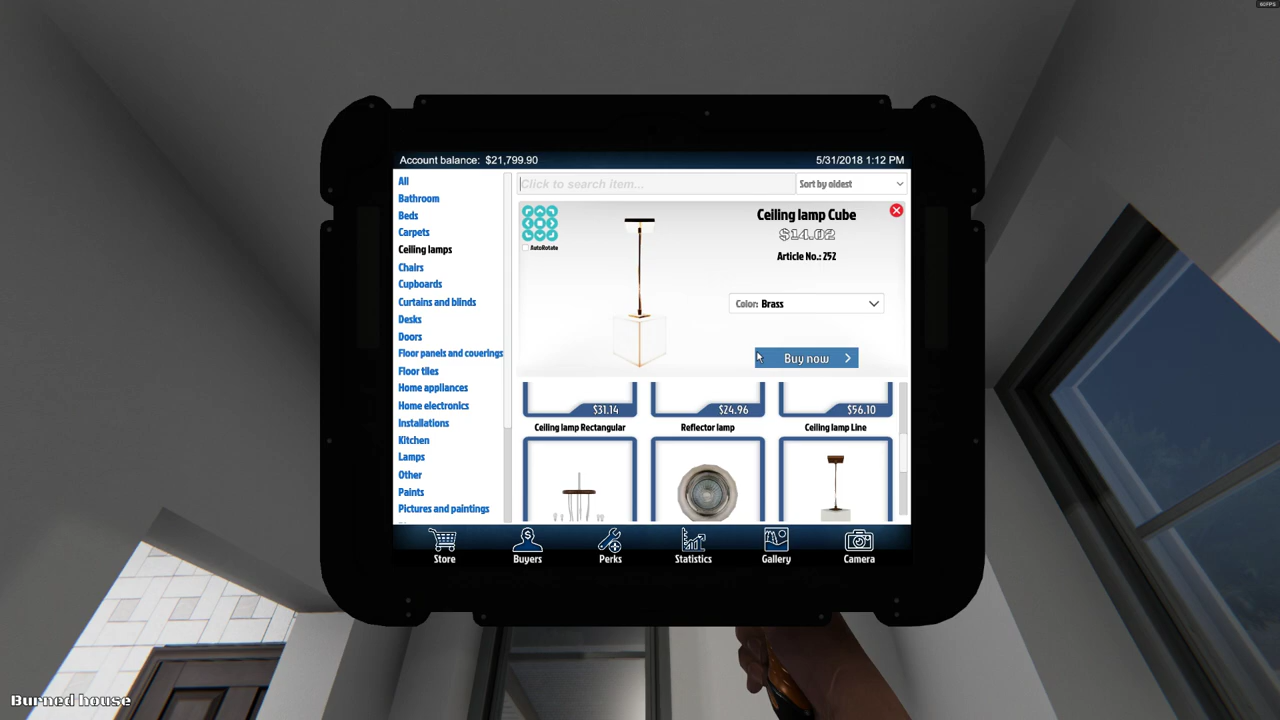 60FPS
Account balance: $21,799.90
5/31/2018 1:12 PM
All
Bathroom
Beds
Carpets
Ceiling lamps
Chairs
Cupboards
Curtains and blinds
Desks
Doors
Floor panels and coverings
Floor tiles
Home appliances
Home electronics
Installations
Kitchen
Lamps
Other
Paints
Pictures and paintings
Click to search item...
Sort by oldest
AutoRotate
Ceiling lamp Cube
$14.02
Article No.: 252
Color: Brass
Buy now
$31.14
$24.96
$56.10
Ceiling lamp Rectangular
Reflector lamp
Ceiling lamp Line
Store
Buyers
Perks
Statistics
Gallery
Camera
Burned house